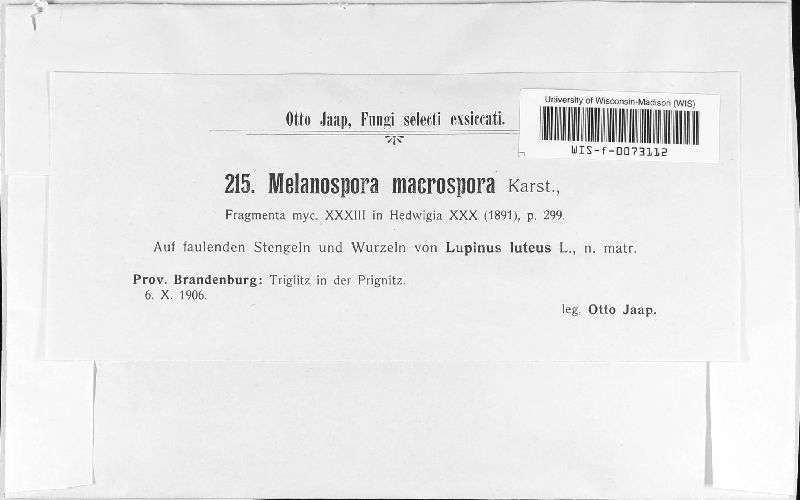 Otto Jaap, Fungi selecti exsiccati.
University of Wisconsin-Madison (WIS)
WIS-f-0073112
215. Melanospora macrospora Karst.,
Fragmenta myc. XXXIII in Hedwigia XXX (1891), p. 299.
Auf faulenden Stengeln und Wurzeln von Lupinus luteus L., n. matr.
Prov. Brandenburg: Triglitz in der Prignitz.
6. X. 1906.
leg. Otto Jaap.